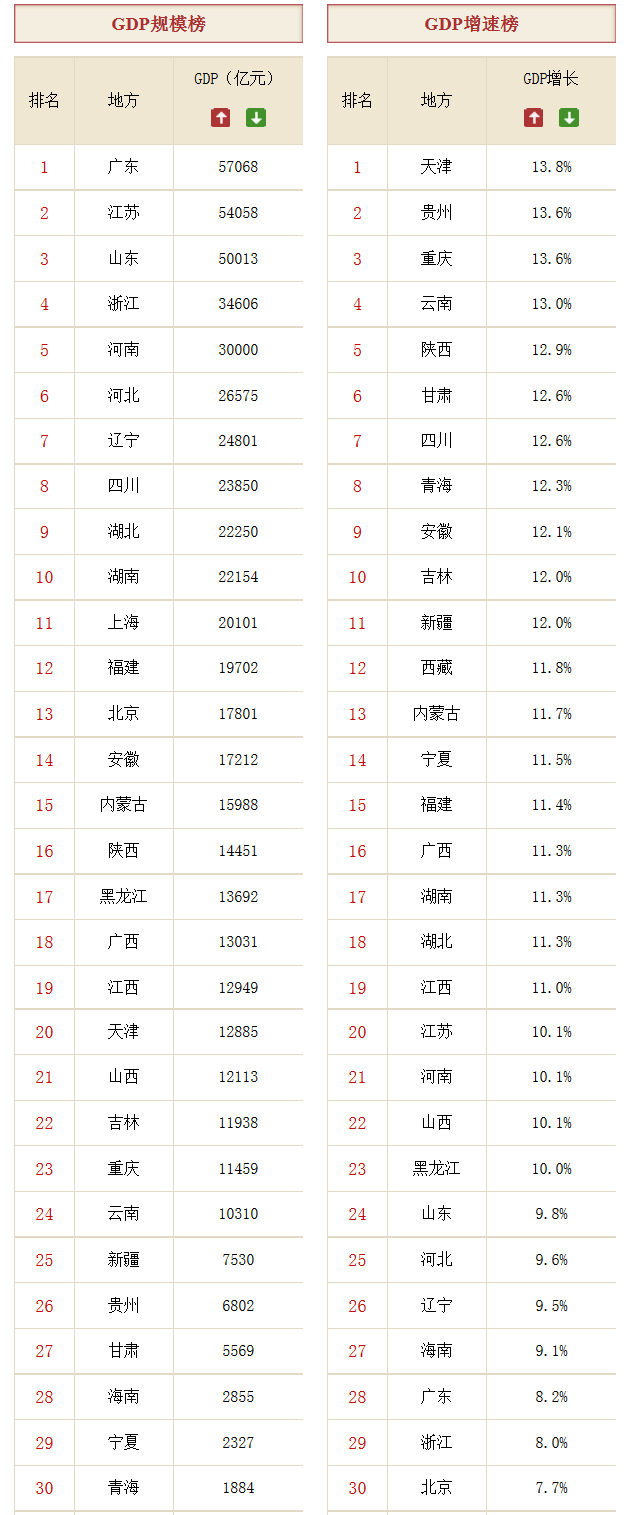 GDP规模榜
排名 地方 GDP（亿元）
1 广东 57068
2 江苏 54058
3 山东 50013
4 浙江 34606
5 河南 30000
6 河北 26575
7 辽宁 24801
8 四川 23850
9 湖北 22250
10 湖南 22154
11 上海 20101
12 福建 19702
13 北京 17801
14 安徽 17212
15 内蒙古 15988
16 陕西 14451
17 黑龙江 13692
18 广西 13031
19 江西 12949
20 天津 12885
21 山西 12113
22 吉林 11938
23 重庆 11459
24 云南 10310
25 新疆 7530
26 贵州 6802
27 甘肃 5569
28 海南 2855
29 宁夏 2327
30 青海 1884
GDP增速榜
排名 地方 GDP增长
1 天津 13.8%
2 贵州 13.6%
3 重庆 13.6%
4 云南 13.0%
5 陕西 12.9%
6 甘肃 12.6%
7 四川 12.6%
8 青海 12.3%
9 安徽 12.1%
10 吉林 12.0%
11 新疆 12.0%
12 西藏 11.8%
13 内蒙古 11.7%
14 宁夏 11.5%
15 福建 11.4%
16 广西 11.3%
17 湖南 11.3%
18 湖北 11.3%
19 江西 11.0%
20 江苏 10.1%
21 河南 10.1%
22 山西 10.1%
23 黑龙江 10.0%
24 山东 9.8%
25 河北 9.6%
26 辽宁 9.5%
27 海南 9.1%
28 广东 8.2%
29 浙江 8.0%
30 北京 7.7%